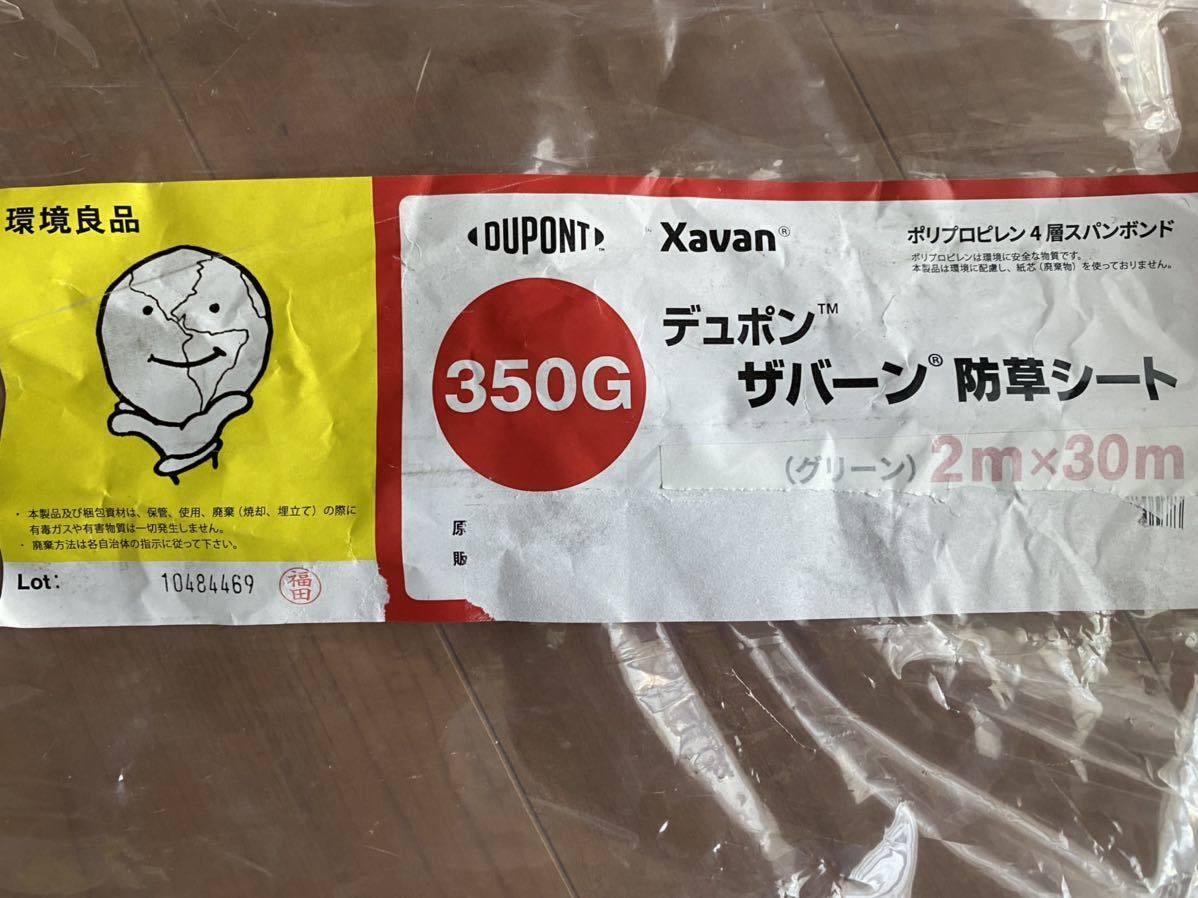 環境良品
・本製品及び梱包資材は、保管、使用、廃棄(焼却、埋立て)の際に
有毒ガスや有害物質は一切発生しません。
・廃棄方法は各自治体の指示に従って下さい。
Lot: 10484469
福田
DUPONT™ Xavan®
ポリプロピレン4層スパンボンド
ポリプロピレンは環境に安全な物質です。
本製品は環境に配慮し、紙芯(廃棄物)を使っておりません。
350G
デュポン™
ザバーン®防草シート
(グリーン) 2m×30m
原
販